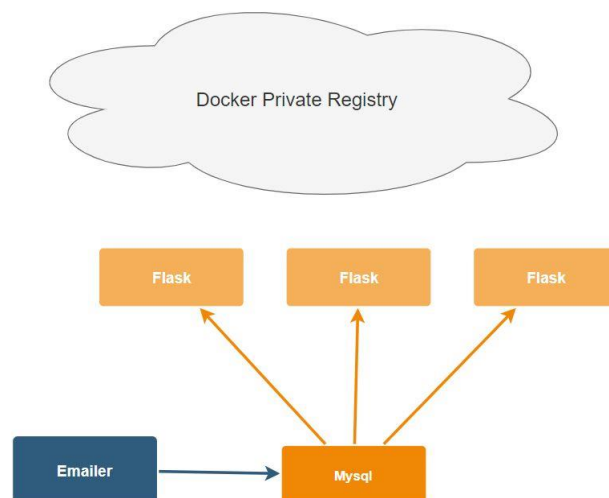 Docker Private Registry
Flask
Flask
Flask
Emailer
Mysql